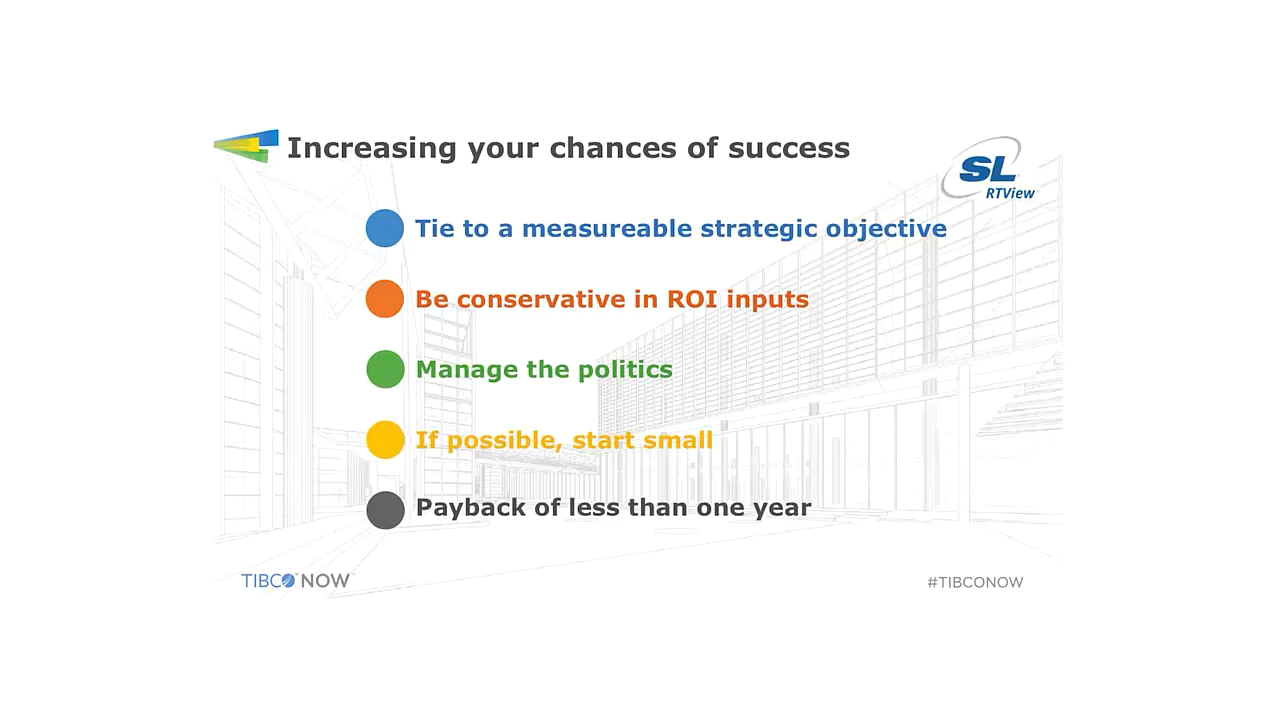 Increasing your chances of success
SL
RTView
Tie to a measureable strategic objective
Be conservative in ROI inputs
Manage the politics
If possible, start small
Payback of less than one year
TIBCO NOW
#TIBCONOW